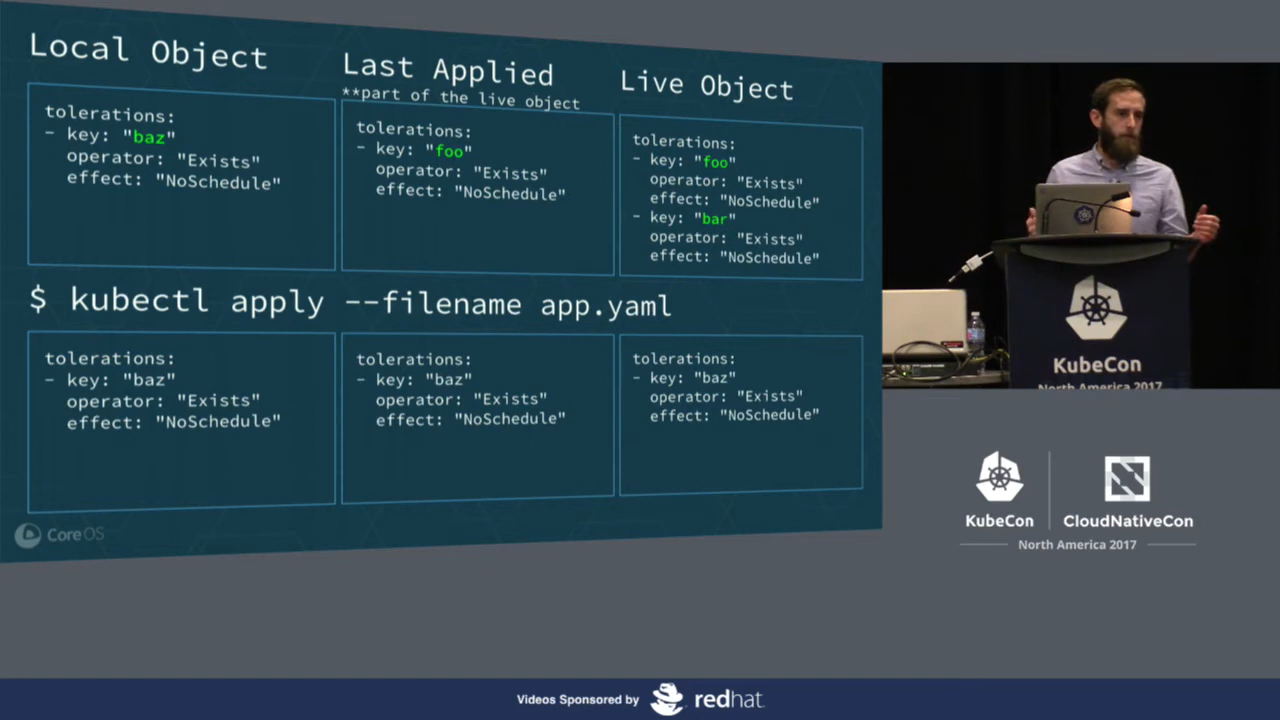 Local Object
Last Applied
**part of the live object
Live Object
tolerations:
- key: "baz"
operator: "Exists"
effect: "NoSchedule"
tolerations:
- key: "foo"
operator: "Exists"
effect: "NoSchedule"
tolerations:
- key: "foo"
operator: "Exists"
effect: "NoSchedule"
- key: "bar"
operator: "Exists"
effect: "NoSchedule"
$ kubectl apply --filename app.yaml
tolerations:
- key: "baz"
operator: "Exists"
effect: "NoSchedule"
tolerations:
- key: "baz"
operator: "Exists"
effect: "NoSchedule"
tolerations:
- key: "baz"
operator: "Exists"
effect: "NoSchedule"
CoreOS
KubeCon
North America 2017
KubeCon
CloudNativeCon
North America 2017
Videos Sponsored by
redhat